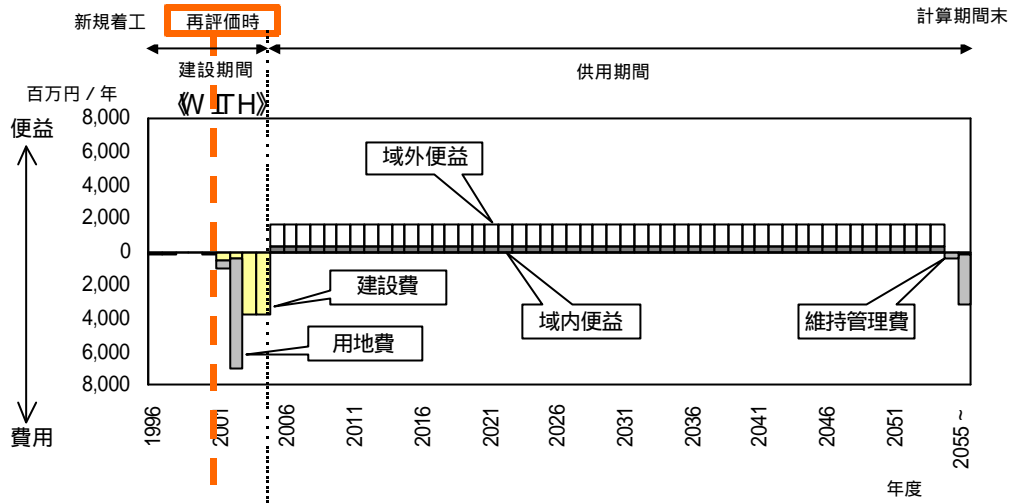 新規着工 再評価時 計算期間末
建設期間 供用期間
百万円 / 年
《WITH》
便益
費用
8,000
6,000
4,000
2,000
0
2,000
4,000
6,000
8,000
域外便益
建設費
域内便益
維持管理費
用地費
1996 2001 2006 2011 2016 2021 2026 2031 2036 2041 2046 2051 2055 ~
年度